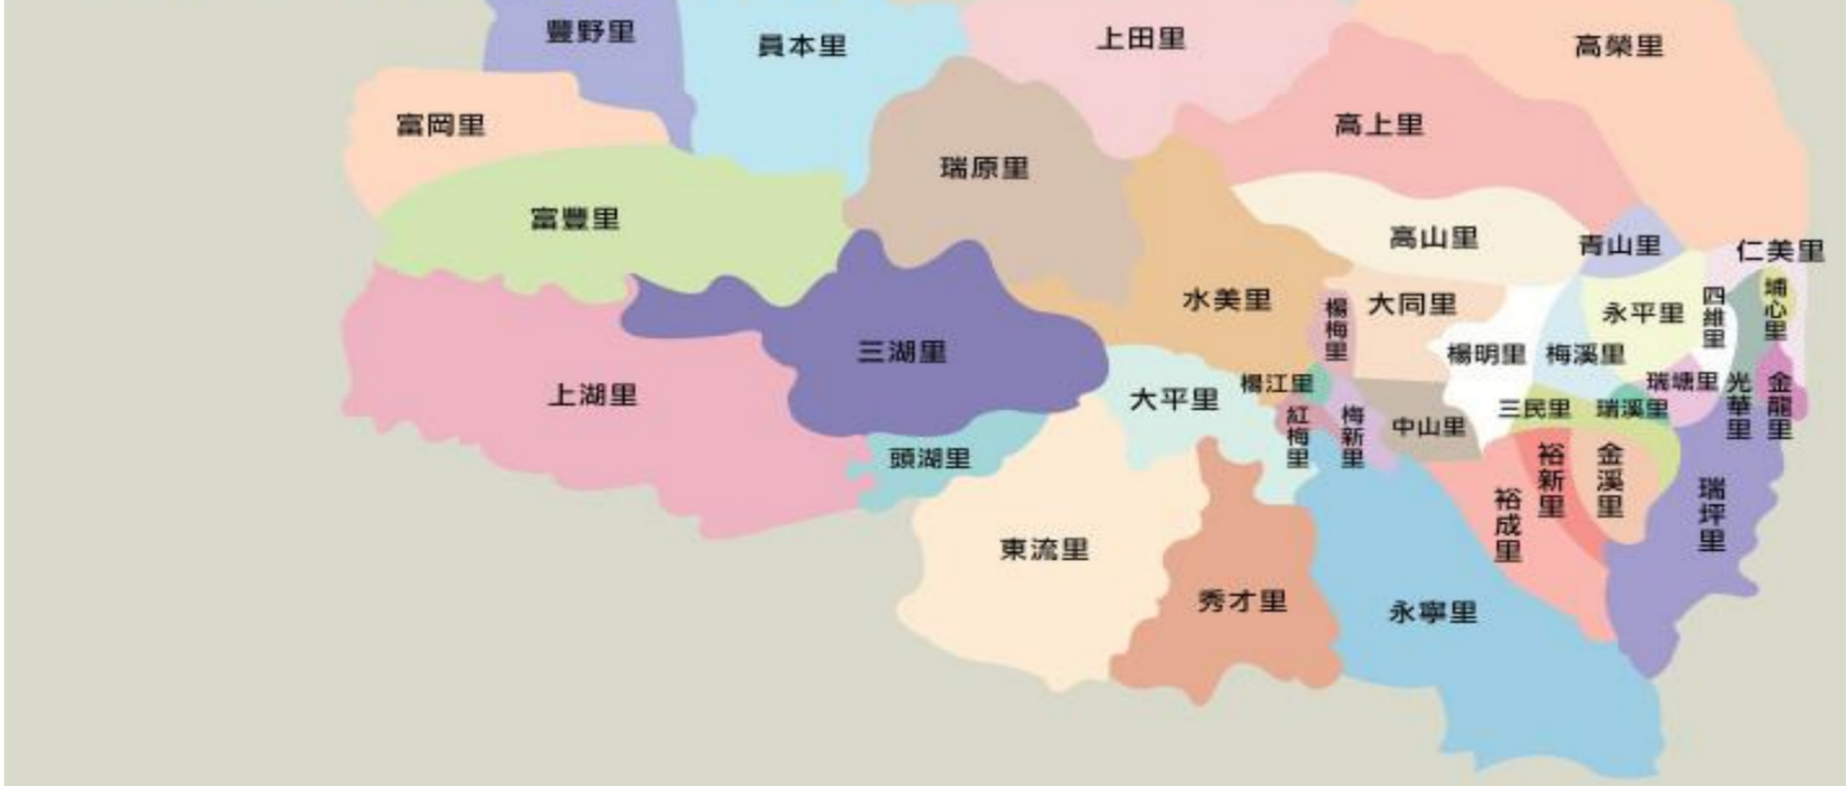 豐野里
員本里
上田里
高榮里
富岡里
高上里
瑞原里
富豐里
高山里
青山里
仁美里
水美里
楊梅里
大同里
永平里
四維里
埔心里
三湖里
楊明里
梅溪里
上湖里
大平里
楊江里
瑞塘里
光華里
金龍里
紅梅里
梅新里
中山里
三民里
瑞溪里
頭湖里
裕新里
金溪里
裕成里
瑞坪里
東流里
秀才里
永寧里